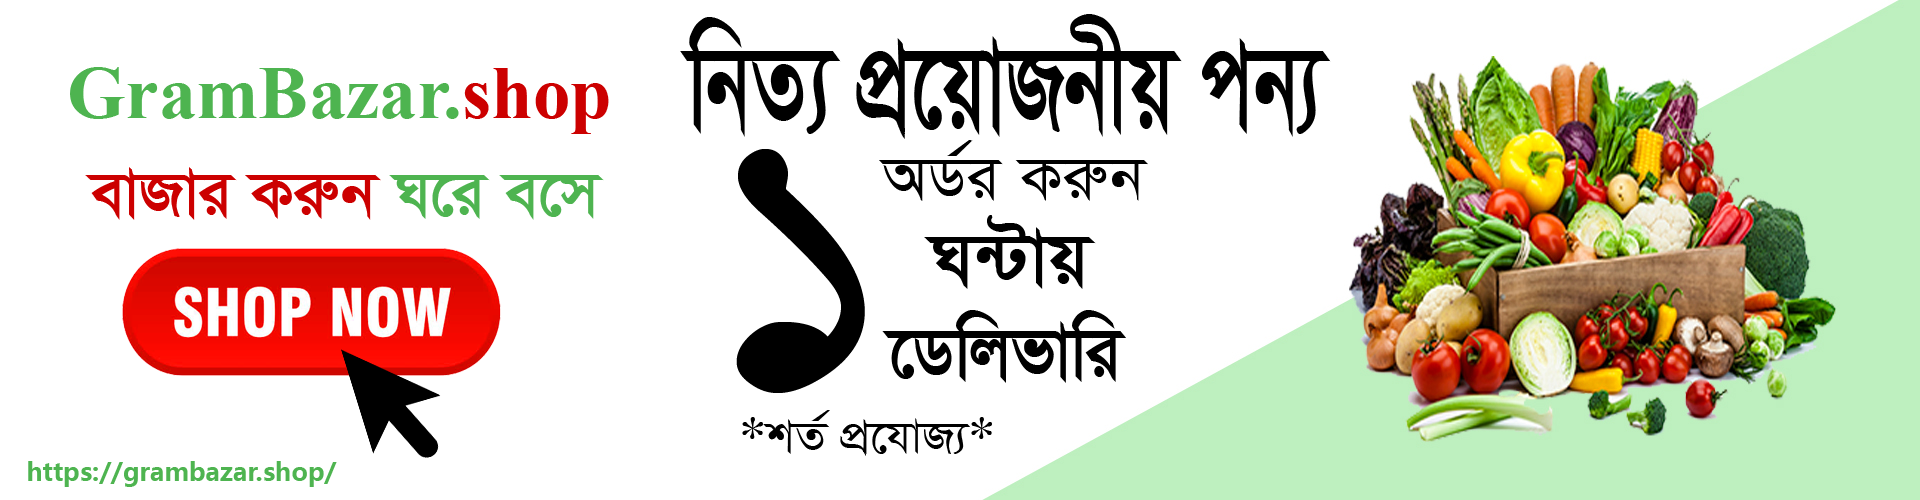 GramBazar.shop
বাজার করুন ঘরে বসে
SHOP NOW
https://grambazar.shop/
নিত্য প্রয়োজনীয় পন্য
১
অর্ডর করুন
ঘন্টায়
ডেলিভারি
*শর্ত প্রযোজ্য*